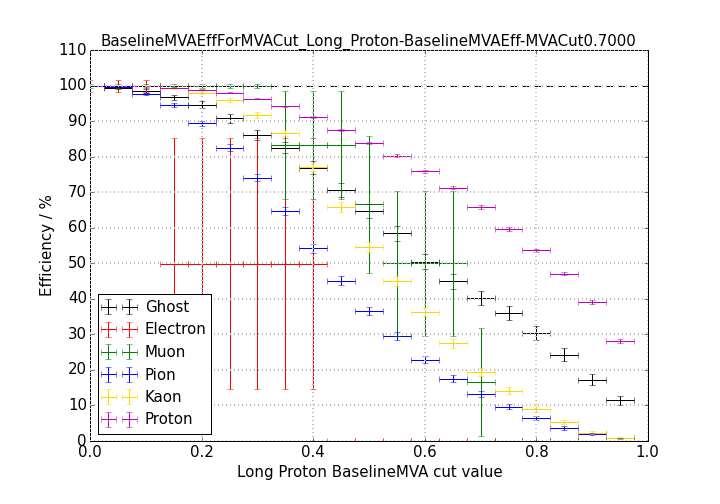 BaselineMVAEffForMVACut_Long_Proton-BaselineMVAEff-MVACut0.7000
110
100
90
80
70
60
50
40
30
20
10
0
Efficiency / %
Ghost
Electron
Muon
Pion
Kaon
Proton
0.0 0.2 0.4 0.6 0.8 1.0
Long Proton BaselineMVA cut value